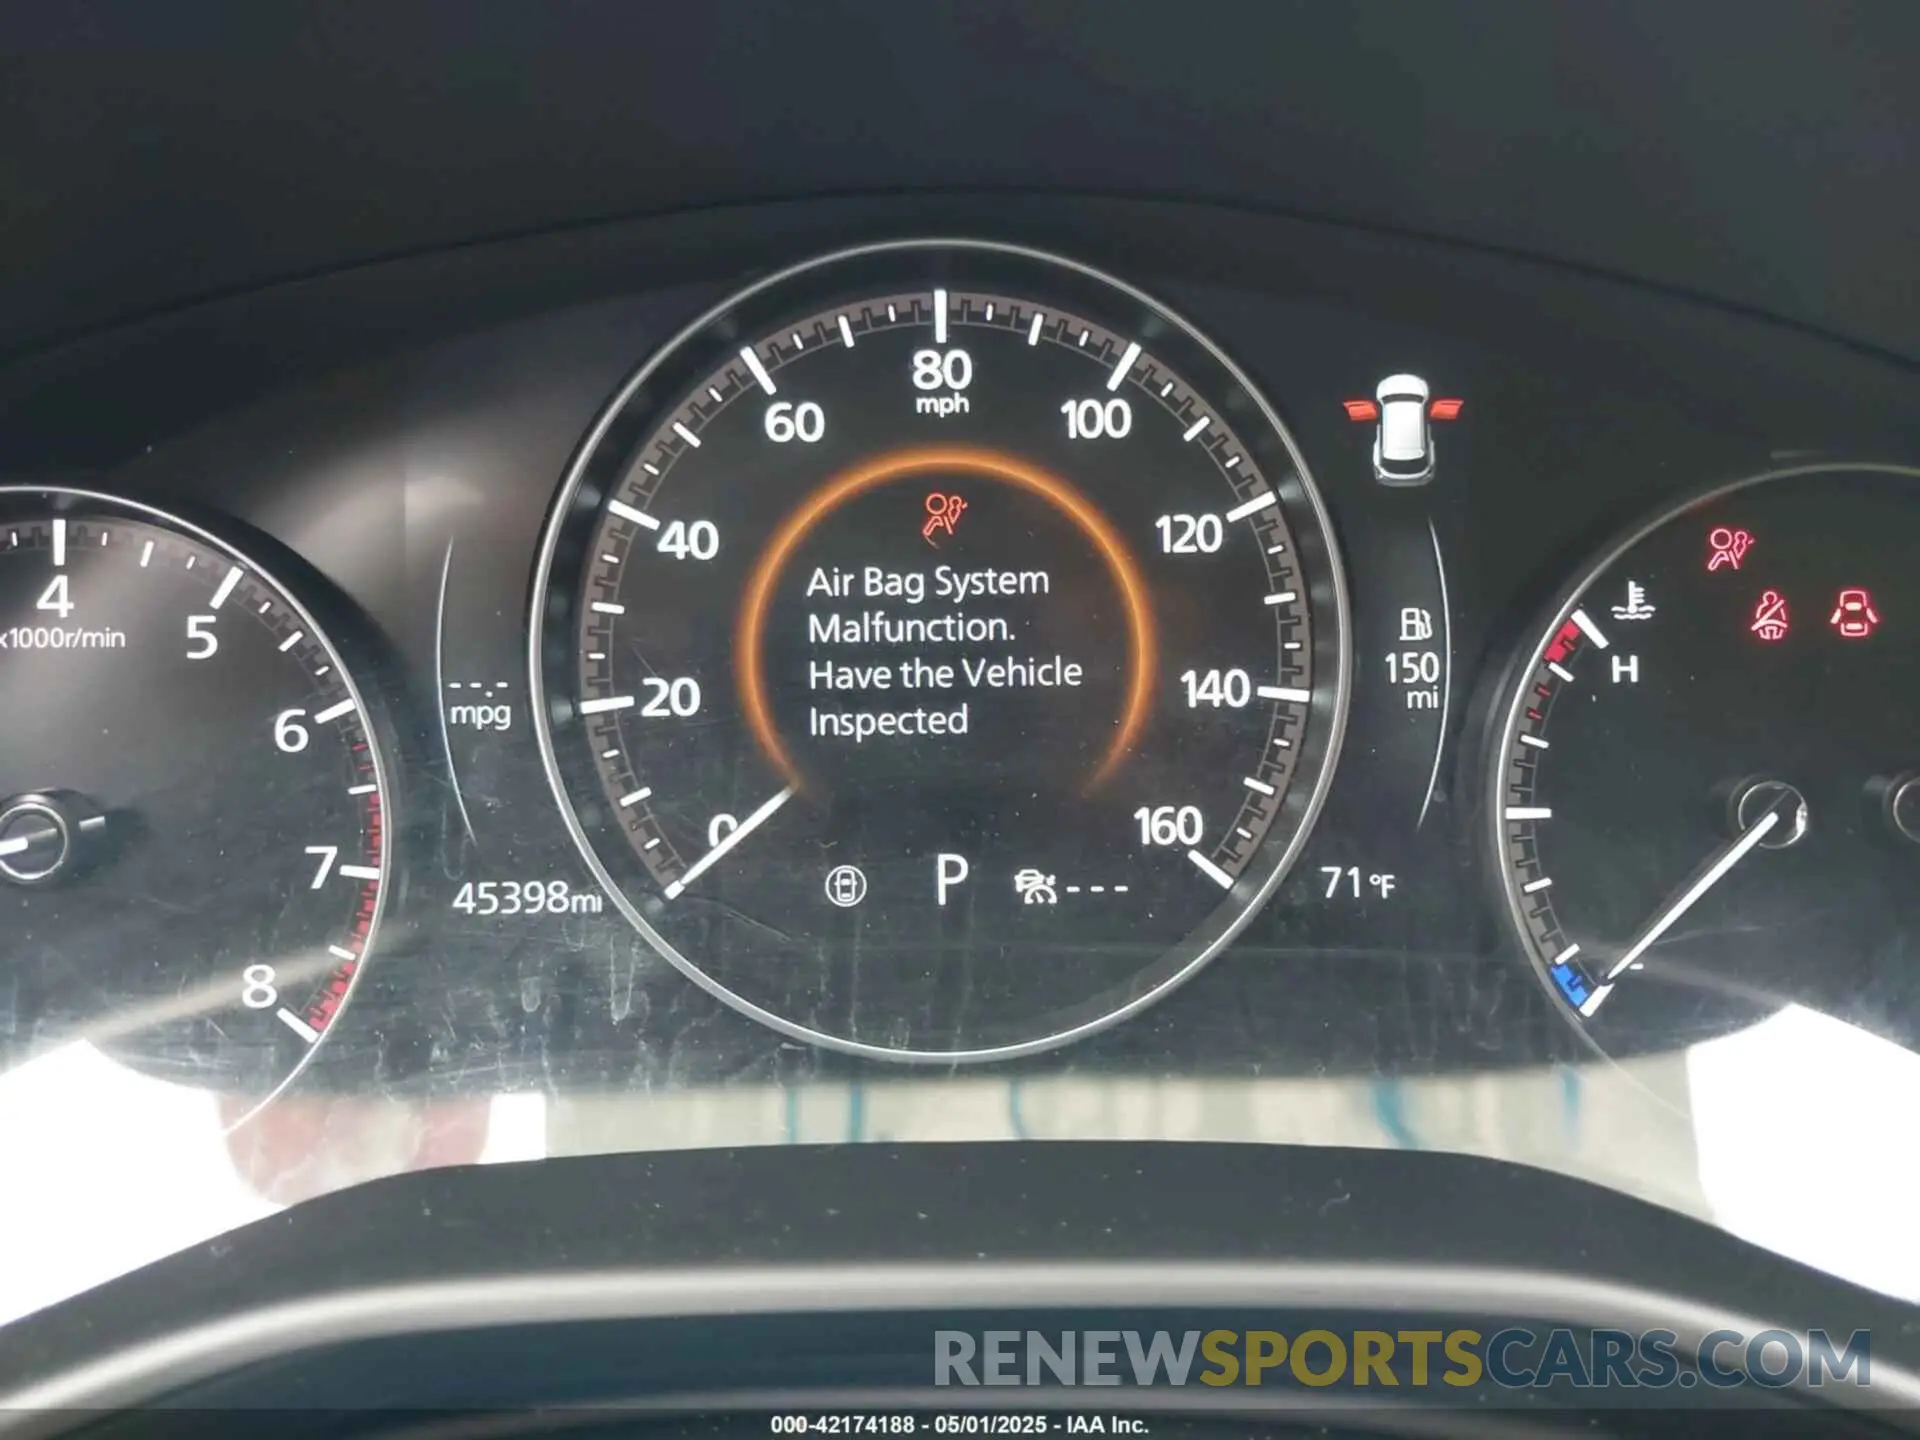 80
mph
60
100
40
120
20
140
0
160
Air Bag System
Malfunction.
Have the Vehicle
Inspected
4
x1000r/min
5
6
7
8
--.-
mpg
45398mi
P
---
150
mi
71°F
H
RENEWSPORTSCARS.COM
000-42174188 - 05/01/2025 - IAA Inc.